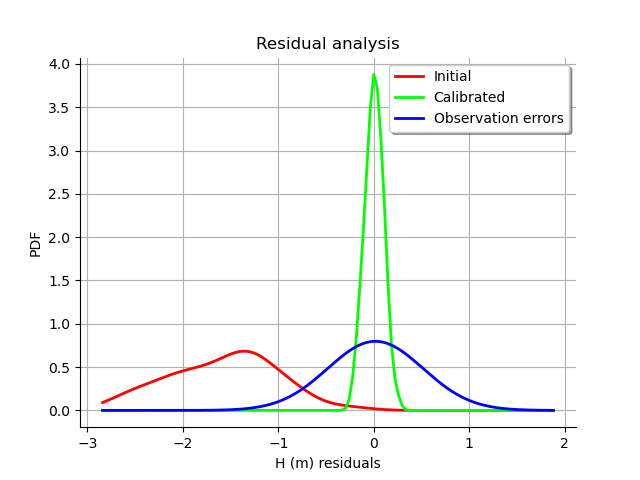 Residual analysis
Initial
Calibrated
Observation errors
PDF
4.0
3.5
3.0
2.5
2.0
1.5
1.0
0.5
0.0
−3 −2 −1 0 1 2
H (m) residuals